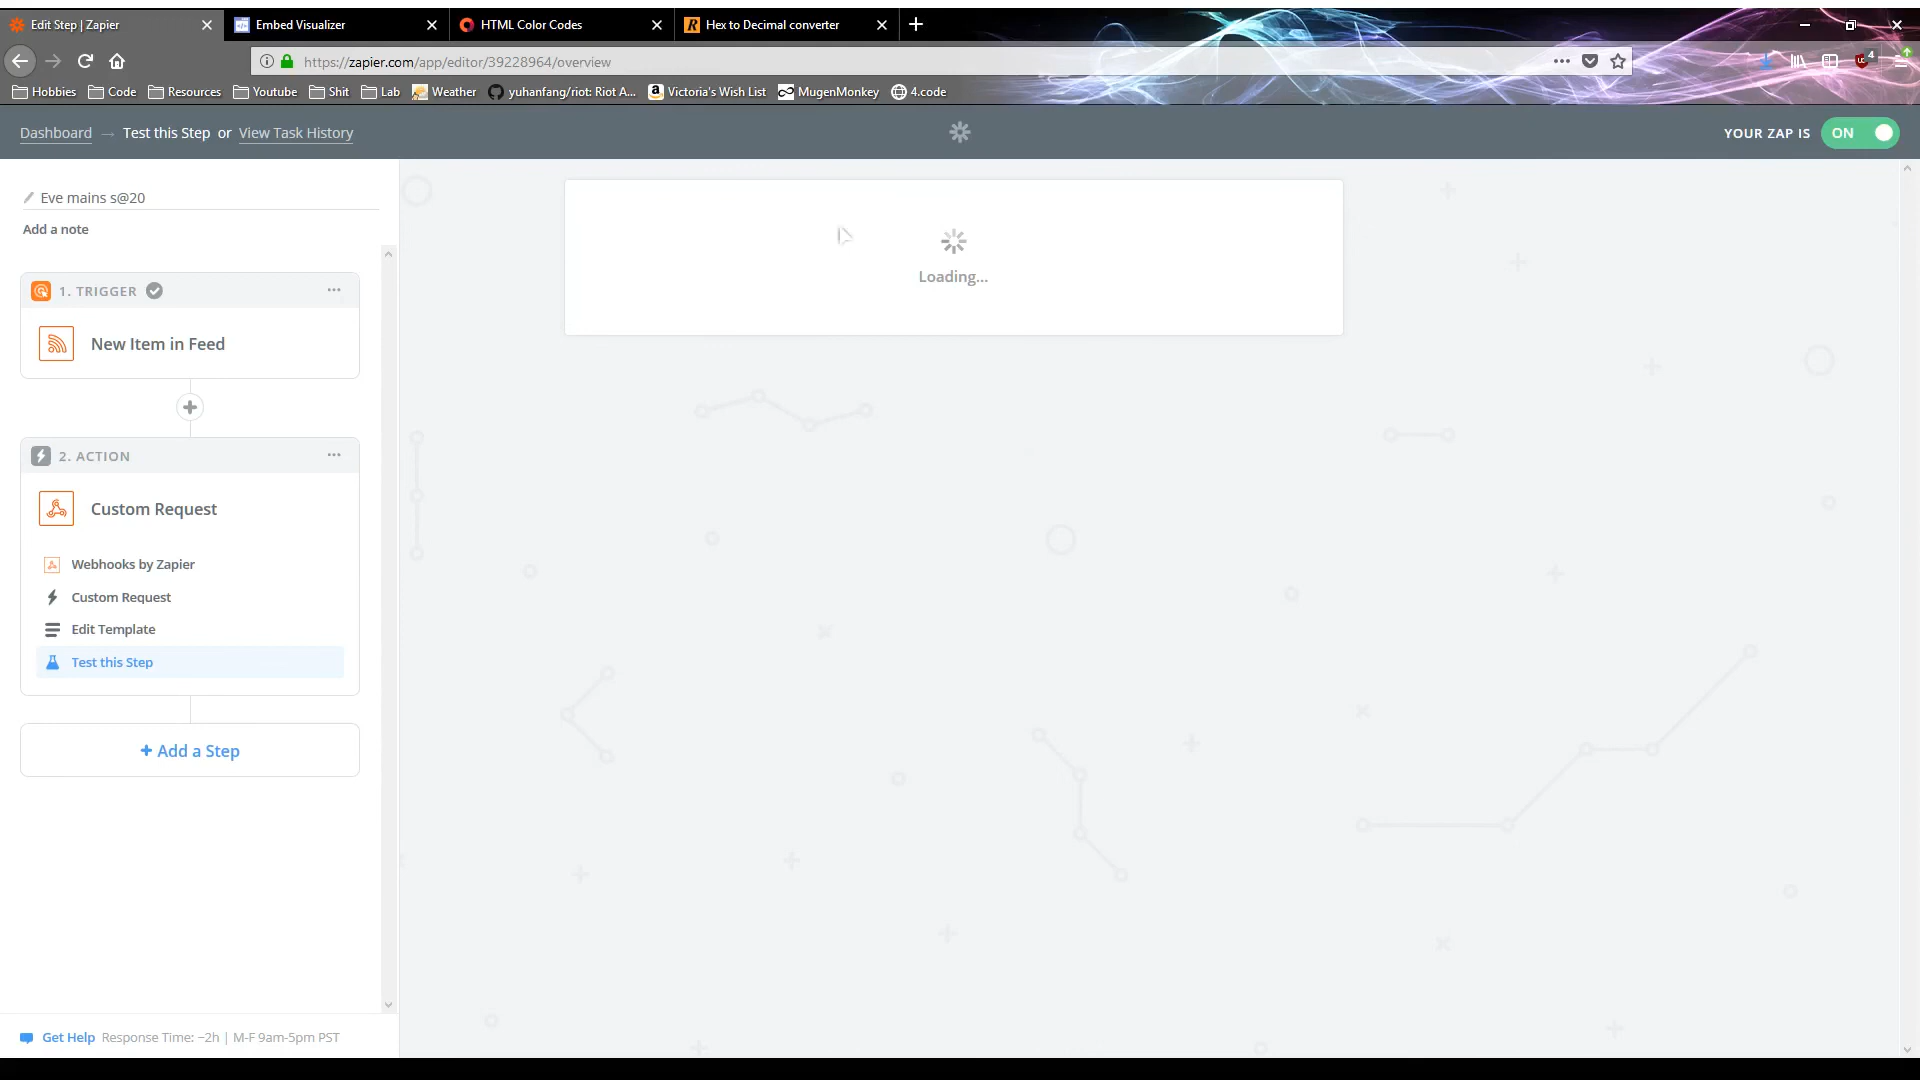 Edit Step | Zapier
Embed Visualizer
HTML Color Codes
Hex to Decimal converter
https://zapier.com/app/editor/39228964/overview
4
Hobbies
Code
Resources
Youtube
Shit
Lab
Weather
yuhanfang/riot: Riot A...
Victoria's Wish List
MugenMonkey
4.code
Dashboard → Test this Step or View Task History
YOUR ZAP IS ON
Eve mains s@20
Add a note
1. TRIGGER
New Item in Feed
2. ACTION
Custom Request
Webhooks by Zapier
Custom Request
Edit Template
Test this Step
+ Add a Step
Get Help Response Time: ~2h | M-F 9am-5pm PST
Loading...